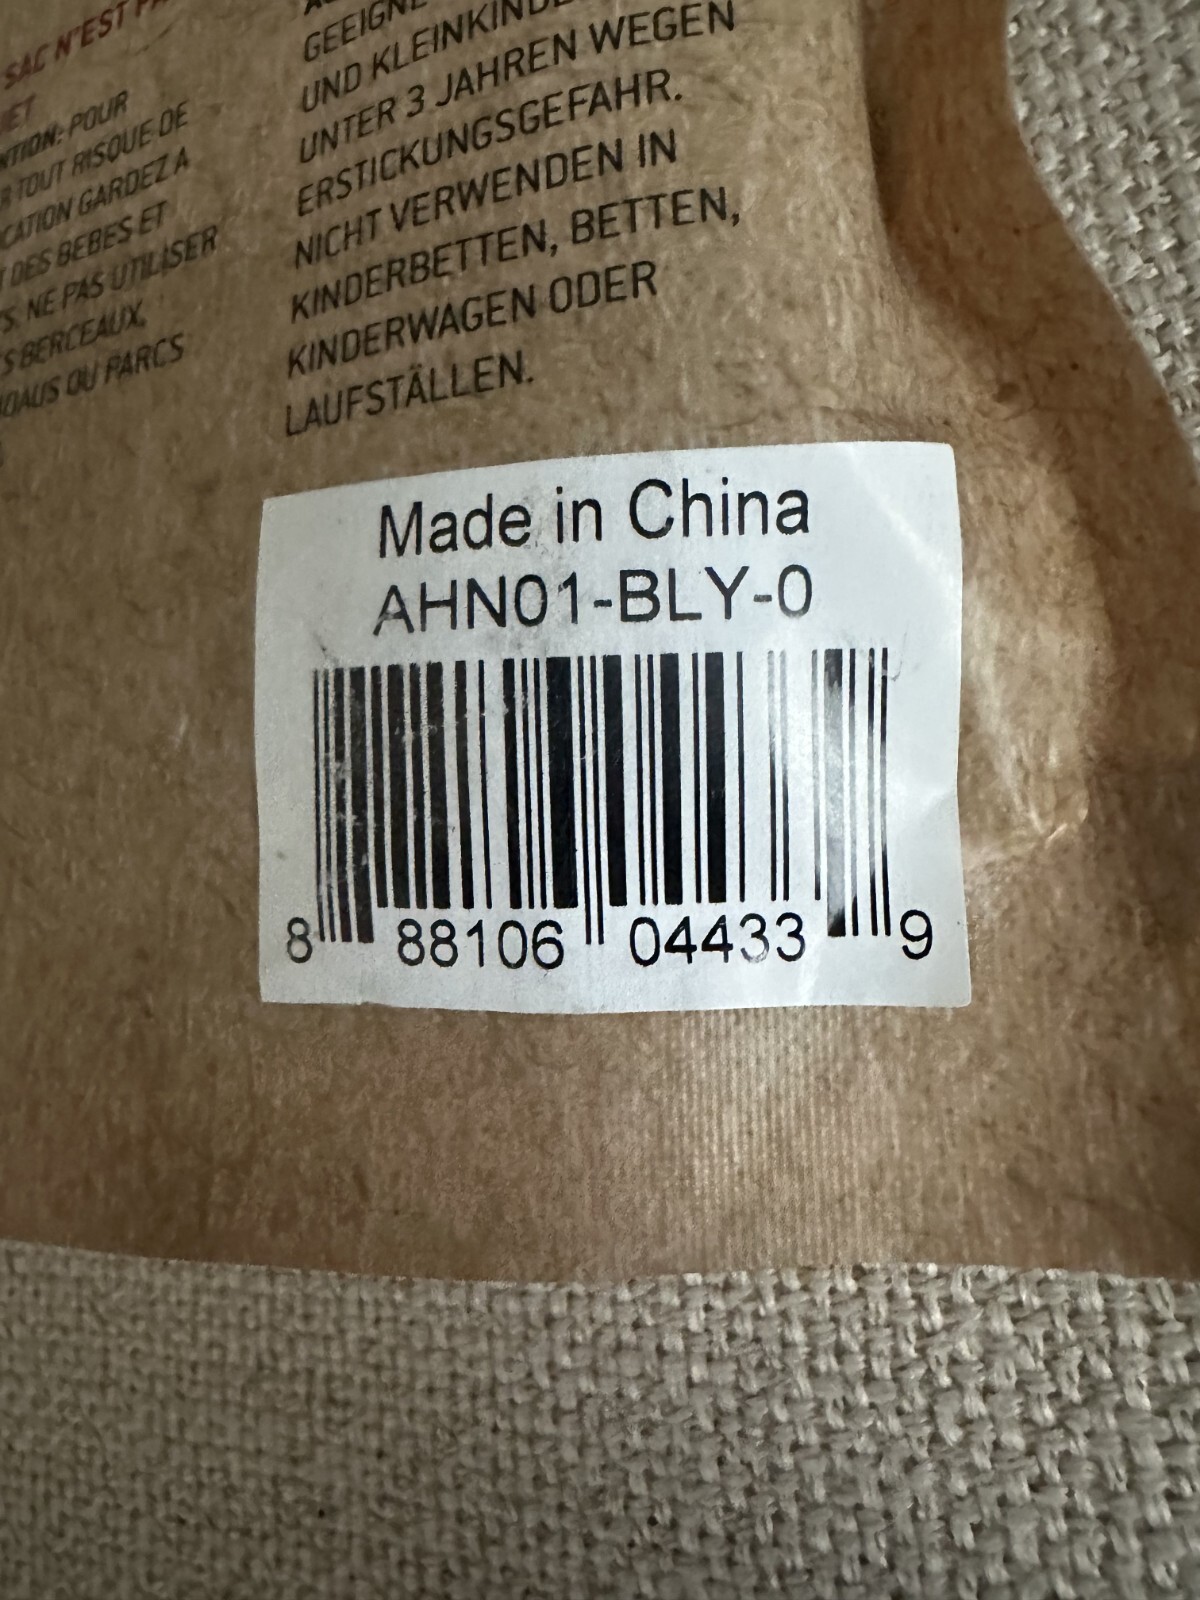 SAC N'EST PA
NTION: POUR
R TOUT RISQUE DE
CATION GARDEZ A
T DES BEBES ET
S. NE PAS UTILISER
S BERCEAUX,
OU PARCS
GEEIGNE
UND KLEINKINDE
UNTER 3 JAHREN WEGEN
ERSTICKUNGSGEFAHR.
NICHT VERWENDEN IN
KINDERBETTEN, BETTEN,
KINDERWAGEN ODER
LAUFSTÄLLEN.
Made in China
AHN01-BLY-0
8 88106 04433 9